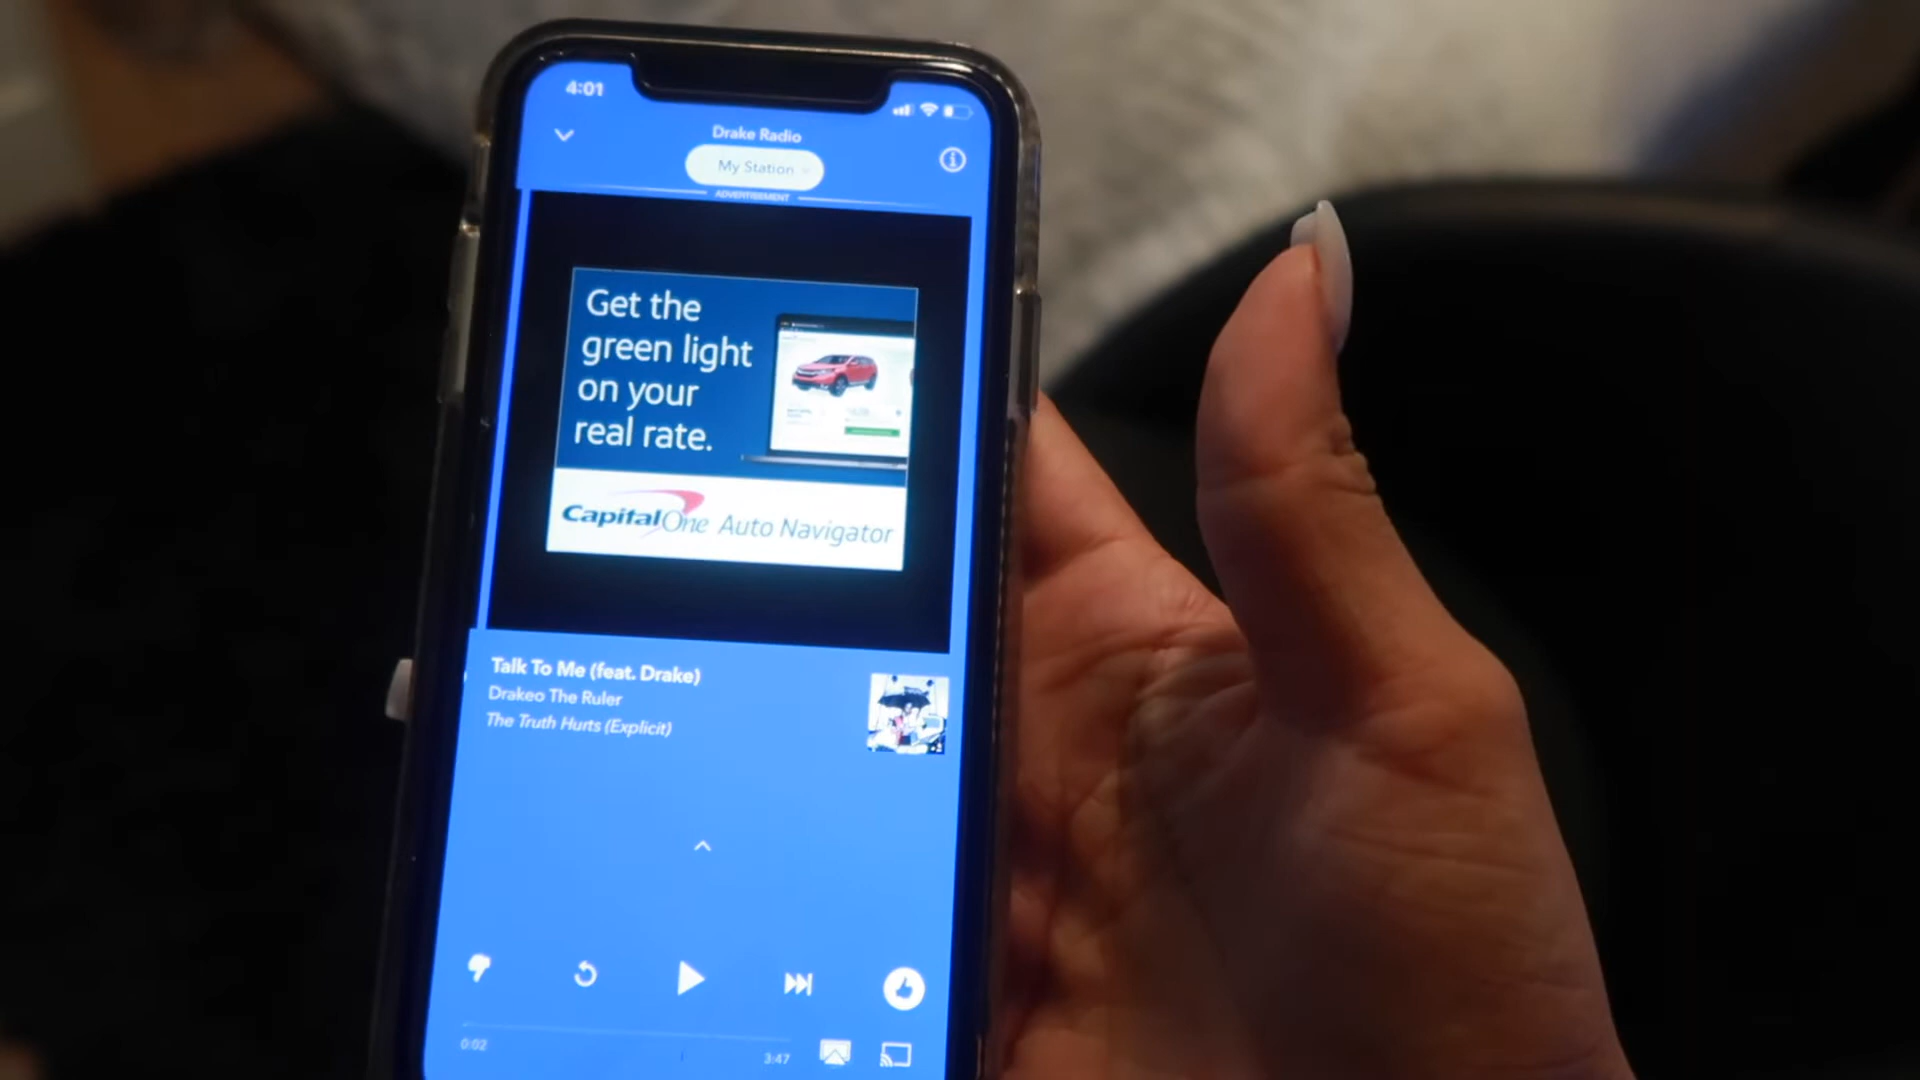 4:01
Drake Radio
My Station
ADVERTISEMENT
Get the
green light
on your
real rate.
CapitalOne Auto Navigator
Talk To Me (feat. Drake)
Drakeo The Ruler
The Truth Hurts (Explicit)
0:02
3:47